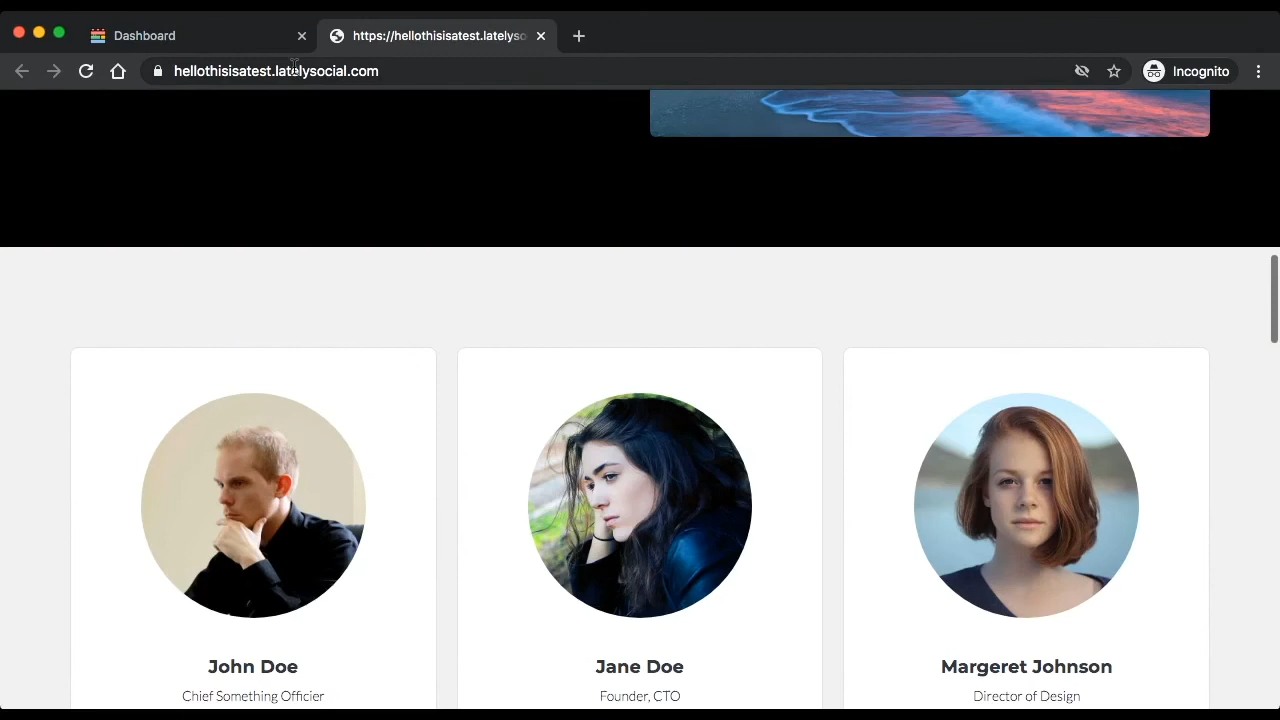 Dashboard
https://hellothisisatest.latelyso
hellothisisatest.latelysocial.com
Incognito
John Doe
Chief Something Officier
Jane Doe
Founder, CTO
Margeret Johnson
Director of Design